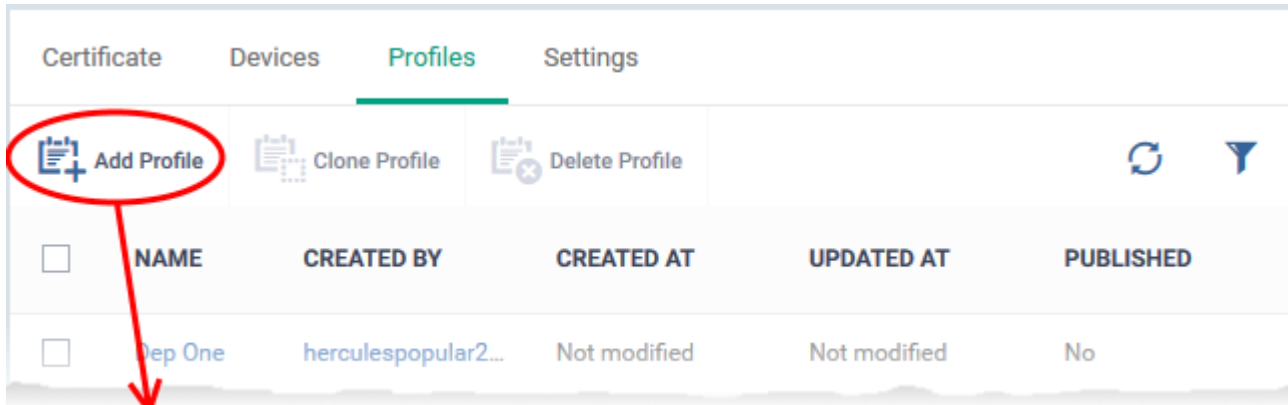 Certificate Devices Profiles Settings
Add Profile Clone Profile Delete Profile
NAME CREATED BY CREATED AT UPDATED AT PUBLISHED
Dep One herculespopular2... Not modified Not modified No